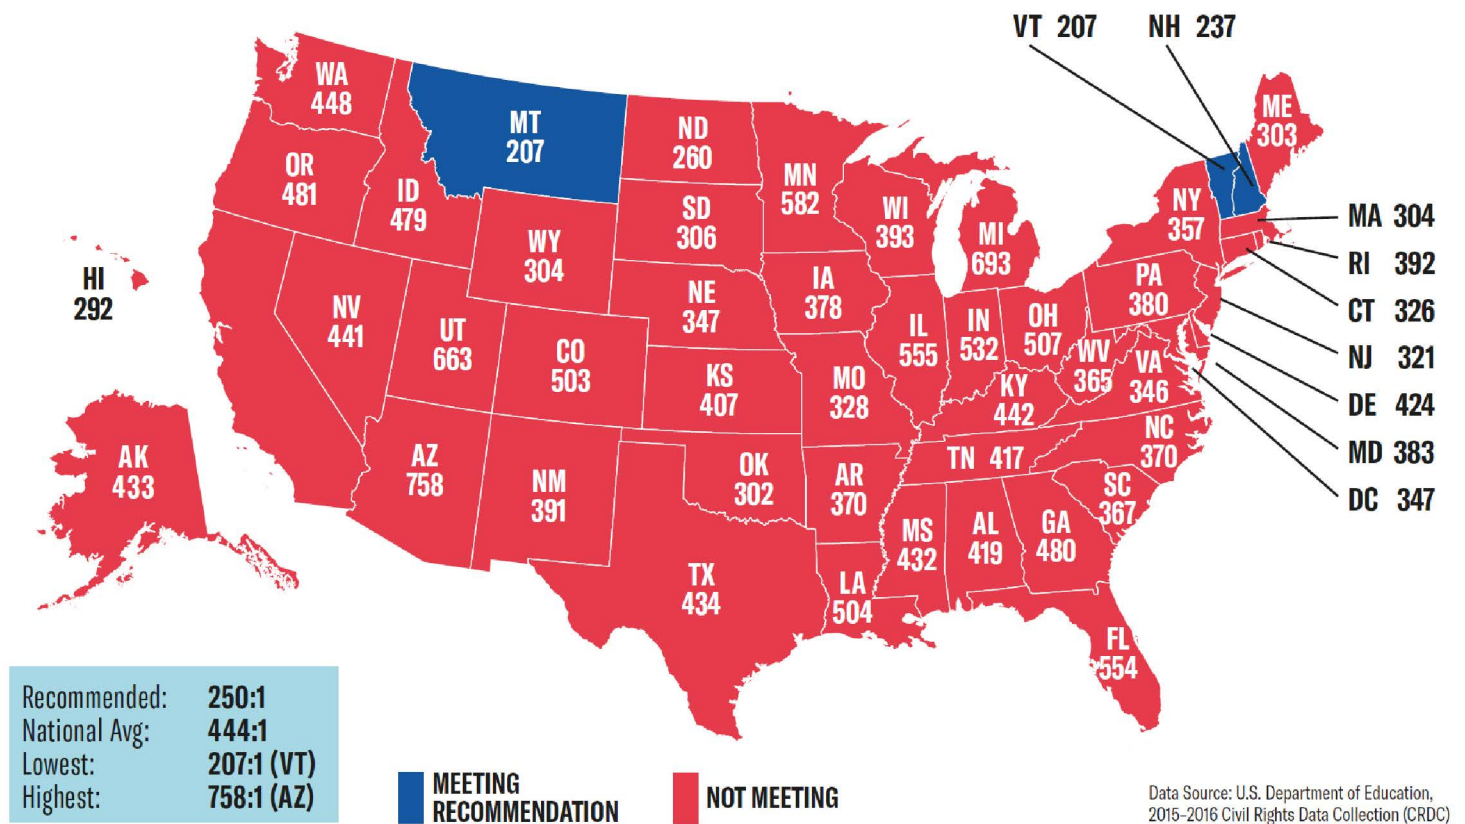 VT 207
NH 237
WA
448
MT
207
ND
260
ME
303
OR
481
ID
479
MN
582
SD
306
WI
393
NY
357
MA 304
MI
693
WY
304
RI 392
HI
292
NE
347
IA
378
PA
380
CT 326
NV
441
UT
663
CO
503
IL
555
IN
532
OH
507
WV
365
VA
346
NJ 321
KS
407
MO
328
KY
442
DE 424
NC
370
MD 383
AK
433
AZ
758
NM
391
OK
302
AR
370
TN 417
SC
367
DC 347
MS
432
AL
419
GA
480
TX
434
LA
504
FL
554
Recommended: 250:1
National Avg: 444:1
Lowest: 207:1 (VT)
Highest: 758:1 (AZ)
MEETING
RECOMMENDATION
NOT MEETING
Data Source: U.S. Department of Education,
2015–2016 Civil Rights Data Collection (CRDC)